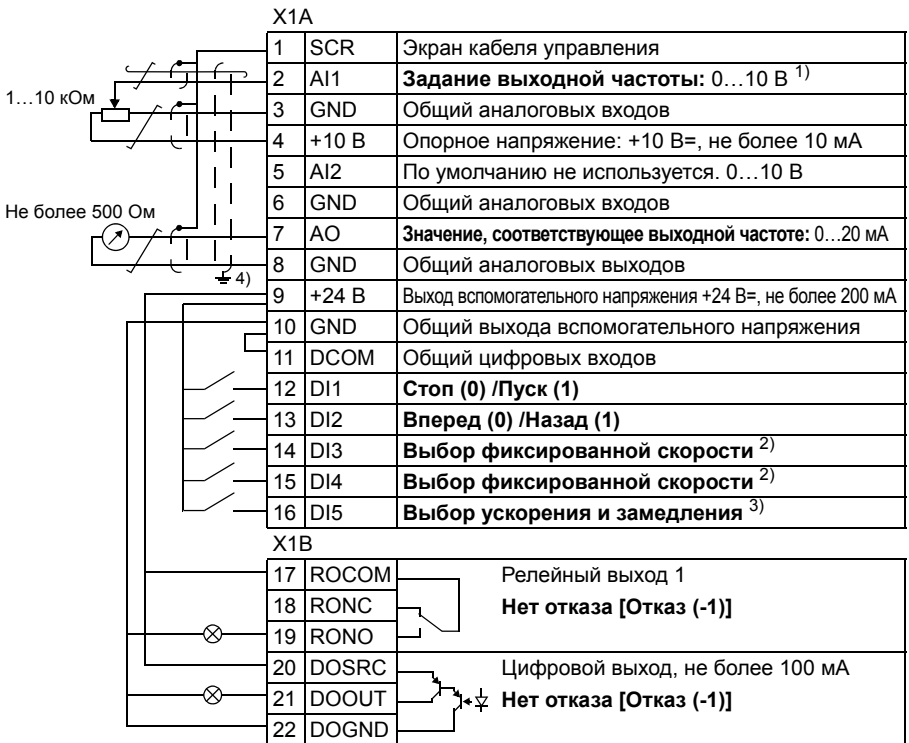 X1A
1 SCR Экран кабеля управления
2 AI1 Задание выходной частоты: 0…10 В 1)
1…10 кОм
3 GND Общий аналоговых входов
4 +10 В Опорное напряжение: +10 В=, не более 10 мА
5 AI2 По умолчанию не используется. 0…10 В
6 GND Общий аналоговых входов
Не более 500 Ом
7 AO Значение, соответствующее выходной частоте: 0…20 мА
8 GND Общий аналоговых выходов
4)
9 +24 В Выход вспомогательного напряжения +24 В=, не более 200 мА
10 GND Общий выхода вспомогательного напряжения
11 DCOM Общий цифровых входов
12 DI1 Стоп (0) /Пуск (1)
13 DI2 Вперед (0) /Назад (1)
14 DI3 Выбор фиксированной скорости 2)
15 DI4 Выбор фиксированной скорости 2)
16 DI5 Выбор ускорения и замедления 3)
X1B
17 ROCOM Релейный выход 1
18 RONC Нет отказа [Отказ (-1)]
19 RONO
20 DOSRC Цифровой выход, не более 100 мА
21 DOOUT Нет отказа [Отказ (-1)]
22 DOGND